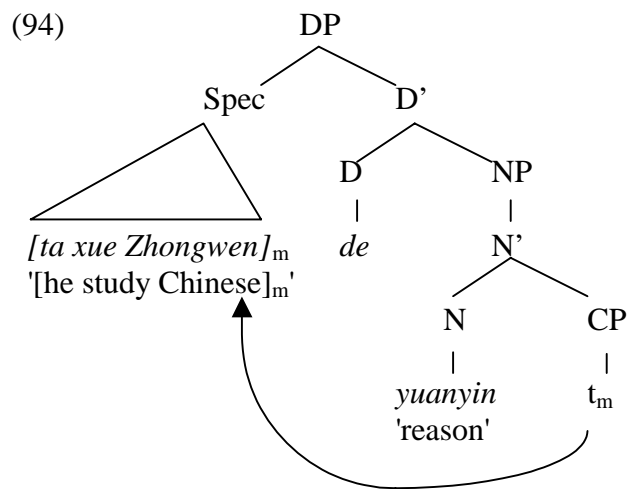 (94) DP
Spec D’
D NP
[ta xue Zhongwen]m de N’
'[he study Chinese]m'
N CP
yuanyin tm
'reason'